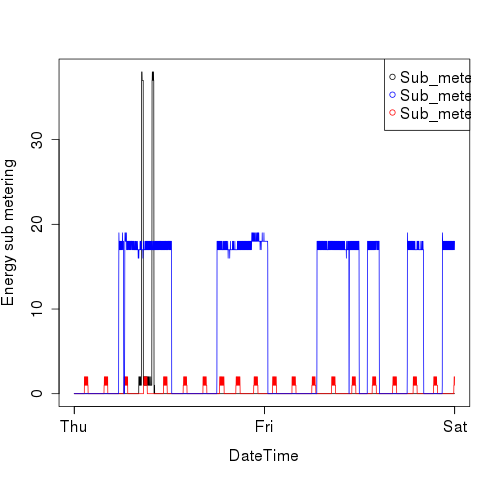 Sub_mete
Sub_mete
Sub_mete
Energy sub metering
30
20
10
0
Thu
Fri
Sat
DateTime